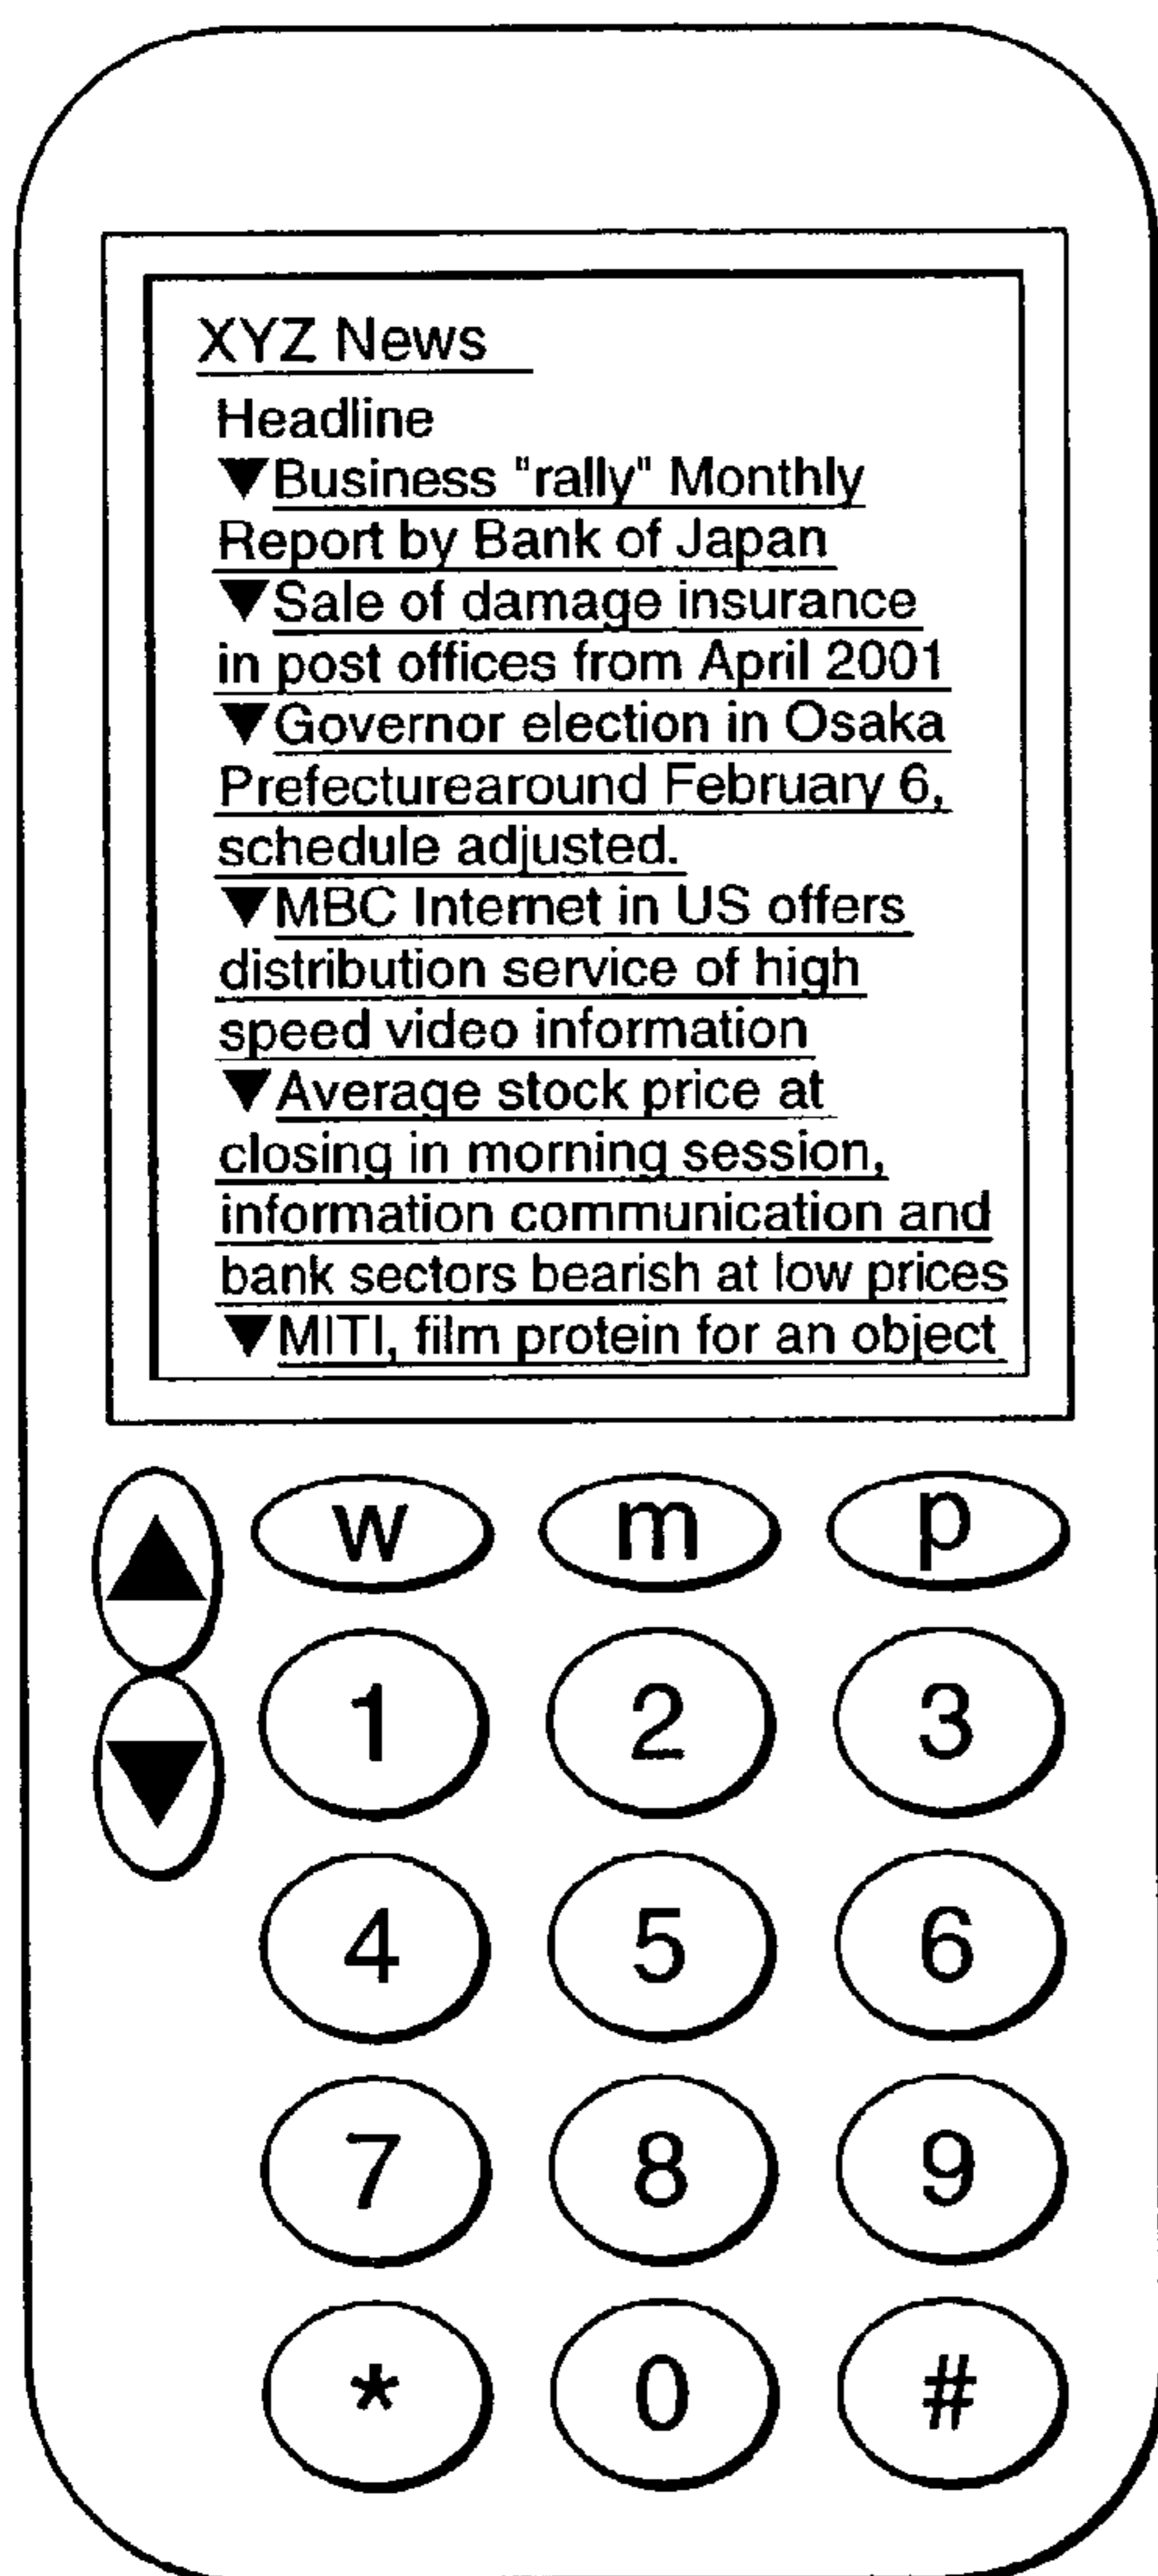 XYZ News
Headline
▼Business "rally" Monthly
Report by Bank of Japan
▼Sale of damage insurance
in post offices from April 2001
▼Governor election in Osaka
Prefecturearound February 6,
schedule adjusted.
▼MBC Internet in US offers
distribution service of high
speed video information
▼Average stock price at
closing in morning session,
information communication and
bank sectors bearish at low prices
▼MITI, film protein for an object
▲ w m p
▼ 1 2 3
4 5 6
7 8 9
* 0 #